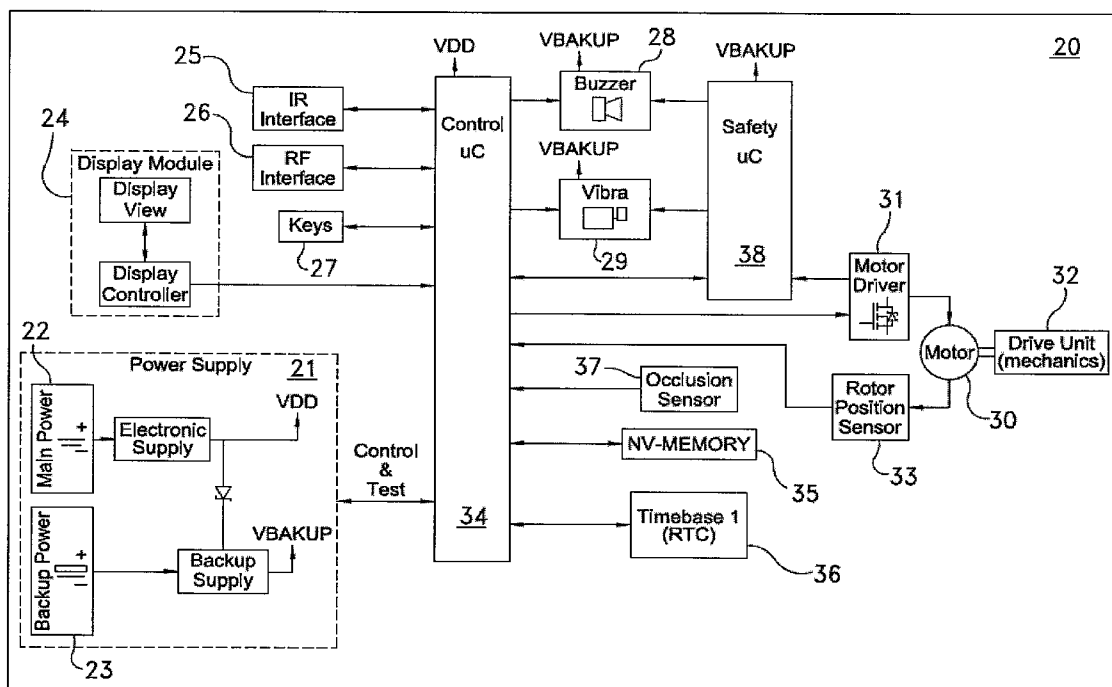 20
VDD
VBAKUP
28
Buzzer
VBAKUP
25
IR
Interface
Control
uC
Safety
uC
38
26
RF
Interface
24
Display Module
Display
View
Display
Controller
Keys
27
VBAKUP
Vibra
29
31
Motor
Driver
32
Drive Unit
(mechanics)
Motor
30
22
Power Supply
21
Main Power
+
Electronic
Supply
VDD
37
Occlusion
Sensor
Rotor
Position
Sensor
33
NV-MEMORY
35
Control
&
Test
34
Timebase 1
(RTC)
36
Backup Power
+
Backup
Supply
VBAKUP
23